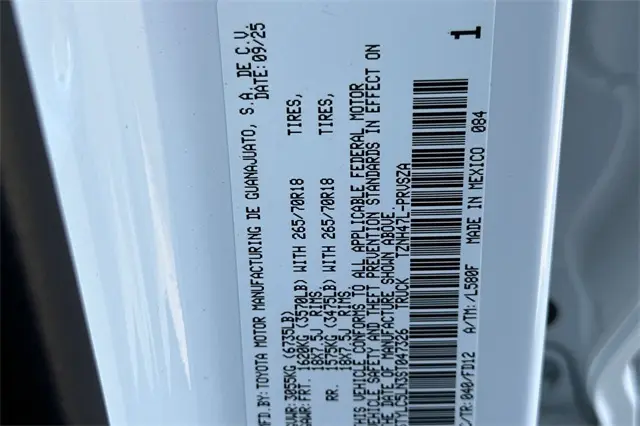 MFD.BY: TOYOTA MOTOR MANUFACTURING DE GUANAJUATO, S.A. DE C.V.
DATE: 09/25
GVWR: 3055KG (6735LB)
GAWR: FRT. 1620KG (3570LB) WITH 265/70R18 TIRES,
18X7.5J RIMS,
RR. 1575KG (3475LB) WITH 265/70R18 TIRES,
18X7.5J RIMS.
THIS VEHICLE CONFORMS TO ALL APPLICABLE FEDERAL MOTOR
VEHICLE SAFETY AND THEFT PREVENTION STANDARDS IN EFFECT ON
THE DATE OF MANUFACTURE SHOWN ABOVE.
TRUCK TZNH47L-PRVSZA
C/TR: 040/FD12 A/TM: /L580F MADE IN MEXICO 084
1